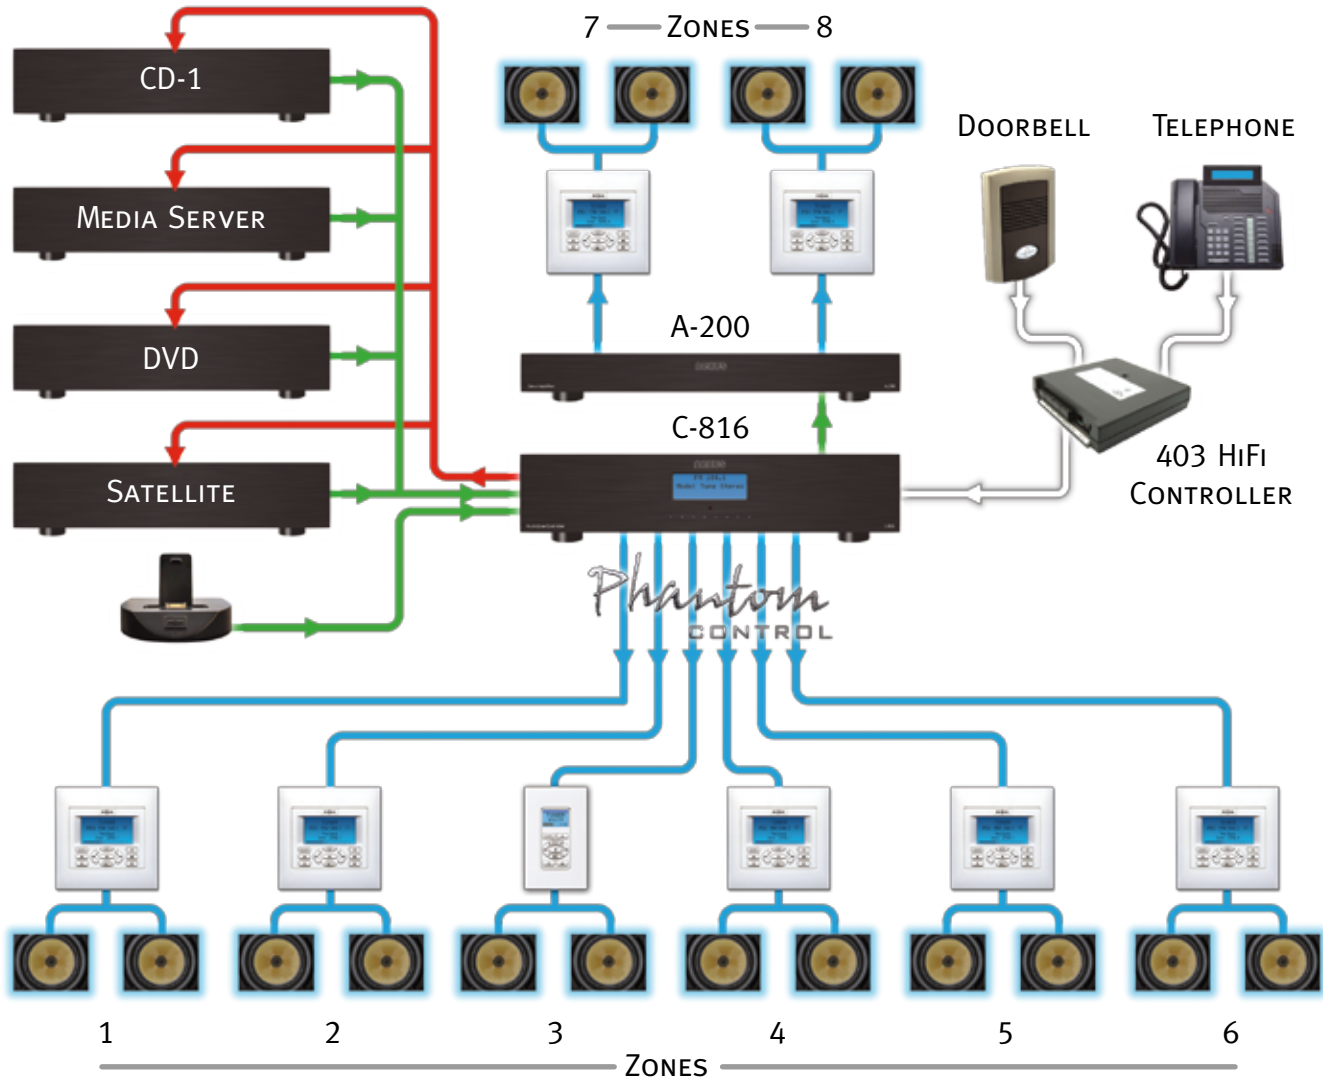 7 ZONES 8
CD-1
DOORBELL
TELEPHONE
MEDIA SERVER
A-200
DVD
C-816
403 HIFI
CONTROLLER
SATELLITE
Phantom
CONTROL
1 2 3 4 5 6
ZONES